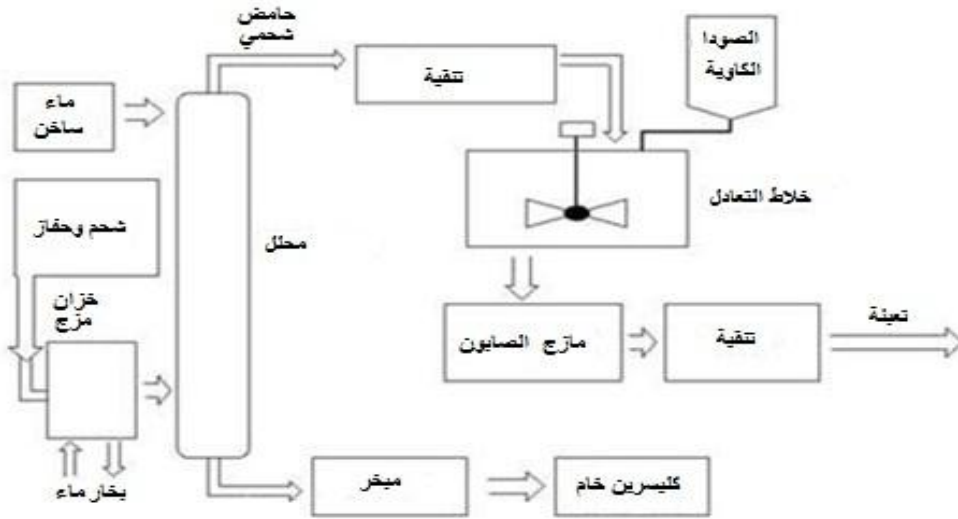 حامض
شحمي
الصودا
الكاوية
تنقية
ماء
ساخن
خلاط التعادل
شحم وحفاز
محلل
خزان
مزج
تعبئة
مازج الصابون
تنقية
بخار ماء
مبخر
كليسرين خام